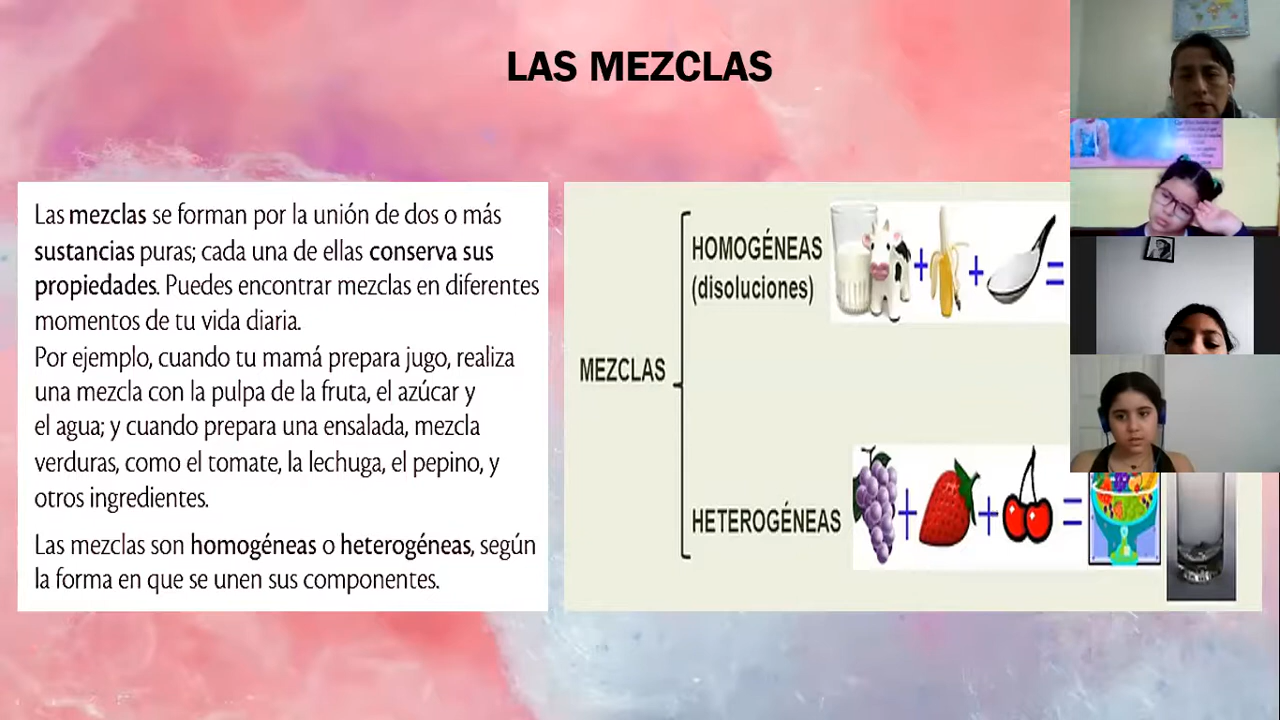 LAS MEZCLAS
Las mezclas se forman por la unión de dos o más
sustancias puras; cada una de ellas conserva sus
propiedades. Puedes encontrar mezclas en diferentes
momentos de tu vida diaria.
Por ejemplo, cuando tu mamá prepara jugo, realiza
una mezcla con la pulpa de la fruta, el azúcar y
el agua; y cuando prepara una ensalada, mezcla
verduras, como el tomate, la lechuga, el pepino, y
otros ingredientes.
Las mezclas son homogéneas o heterogéneas, según
la forma en que se unen sus componentes.
MEZCLAS
HOMOGÉNEAS
(disoluciones)
+ + =
HETEROGÉNEAS
+ + =